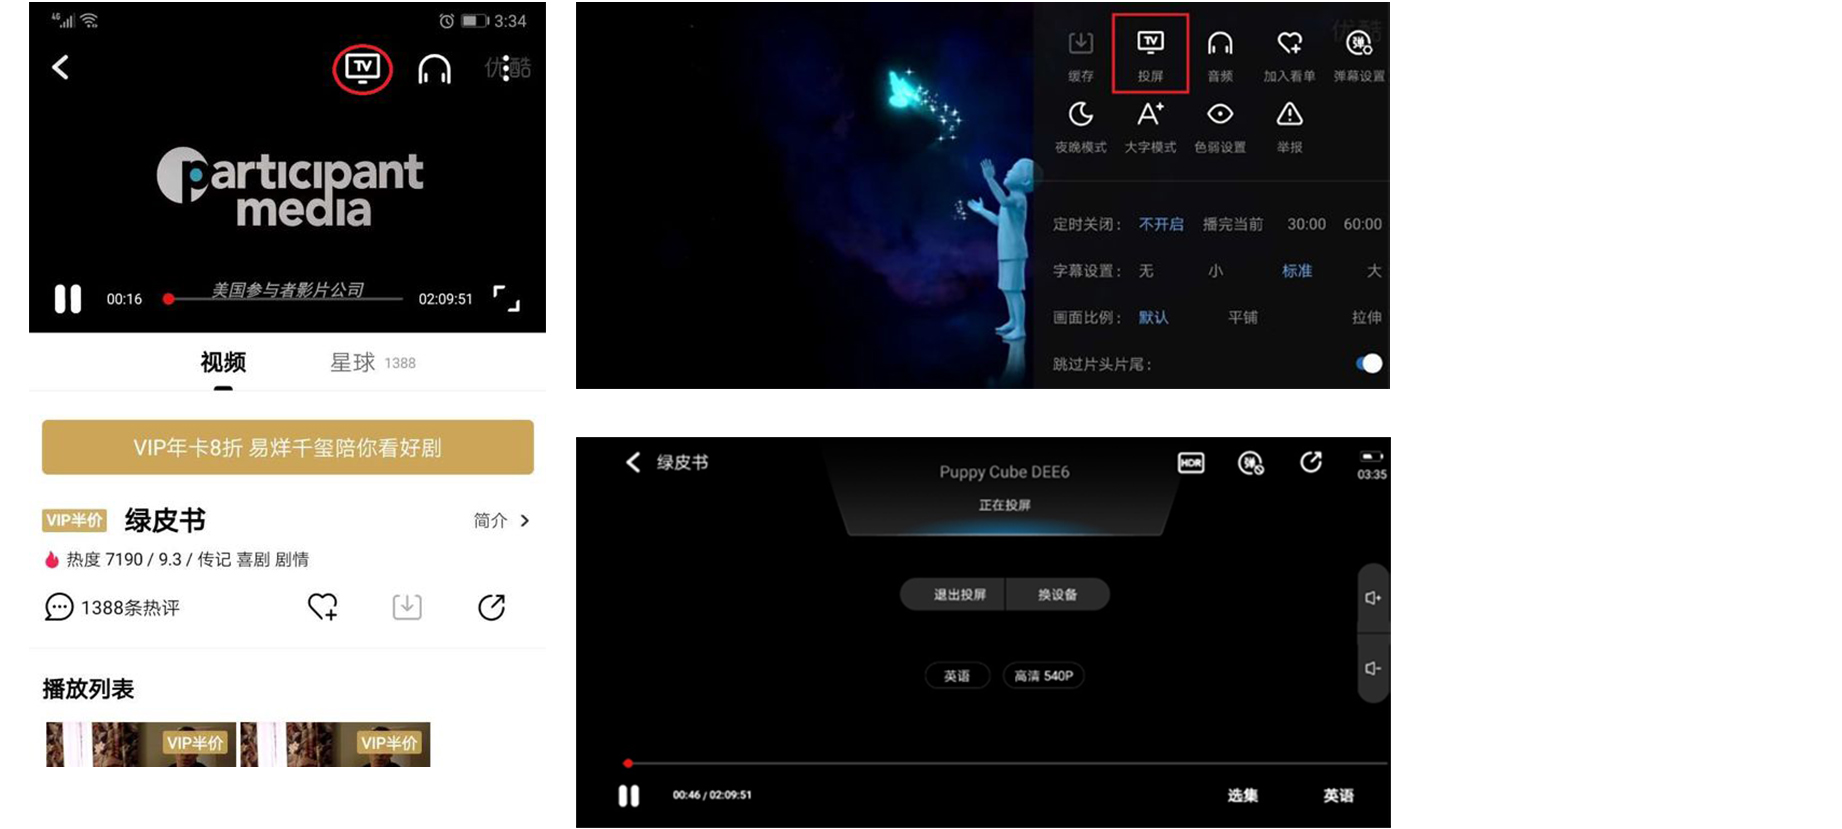 4G
3:34
TV
优酷
participant
media
美国参与者影片公司
00:16
02:09:51
视频
星球 1388
VIP年卡8折 易烊千玺陪你看好剧
VIP半价 绿皮书
简介
热度 7190 / 9.3 / 传记 喜剧 剧情
1388条热评
播放列表
VIP半价
VIP半价
优酷
TV
弹
缓存 投屏 音频 加入看单 弹幕设置
A+
夜晚模式 大字模式 色弱设置 举报
定时关闭： 不开启 播完当前 30:00 60:00
字幕设置： 无 小 标准 大
画面比例： 默认 平铺 拉伸
跳过片头片尾：
绿皮书
Puppy Cube DEE6
正在投屏
HDR
弹
03:35
退出投屏 换设备
英语 高清 540P
00:46 / 02:09:51
选集 英语